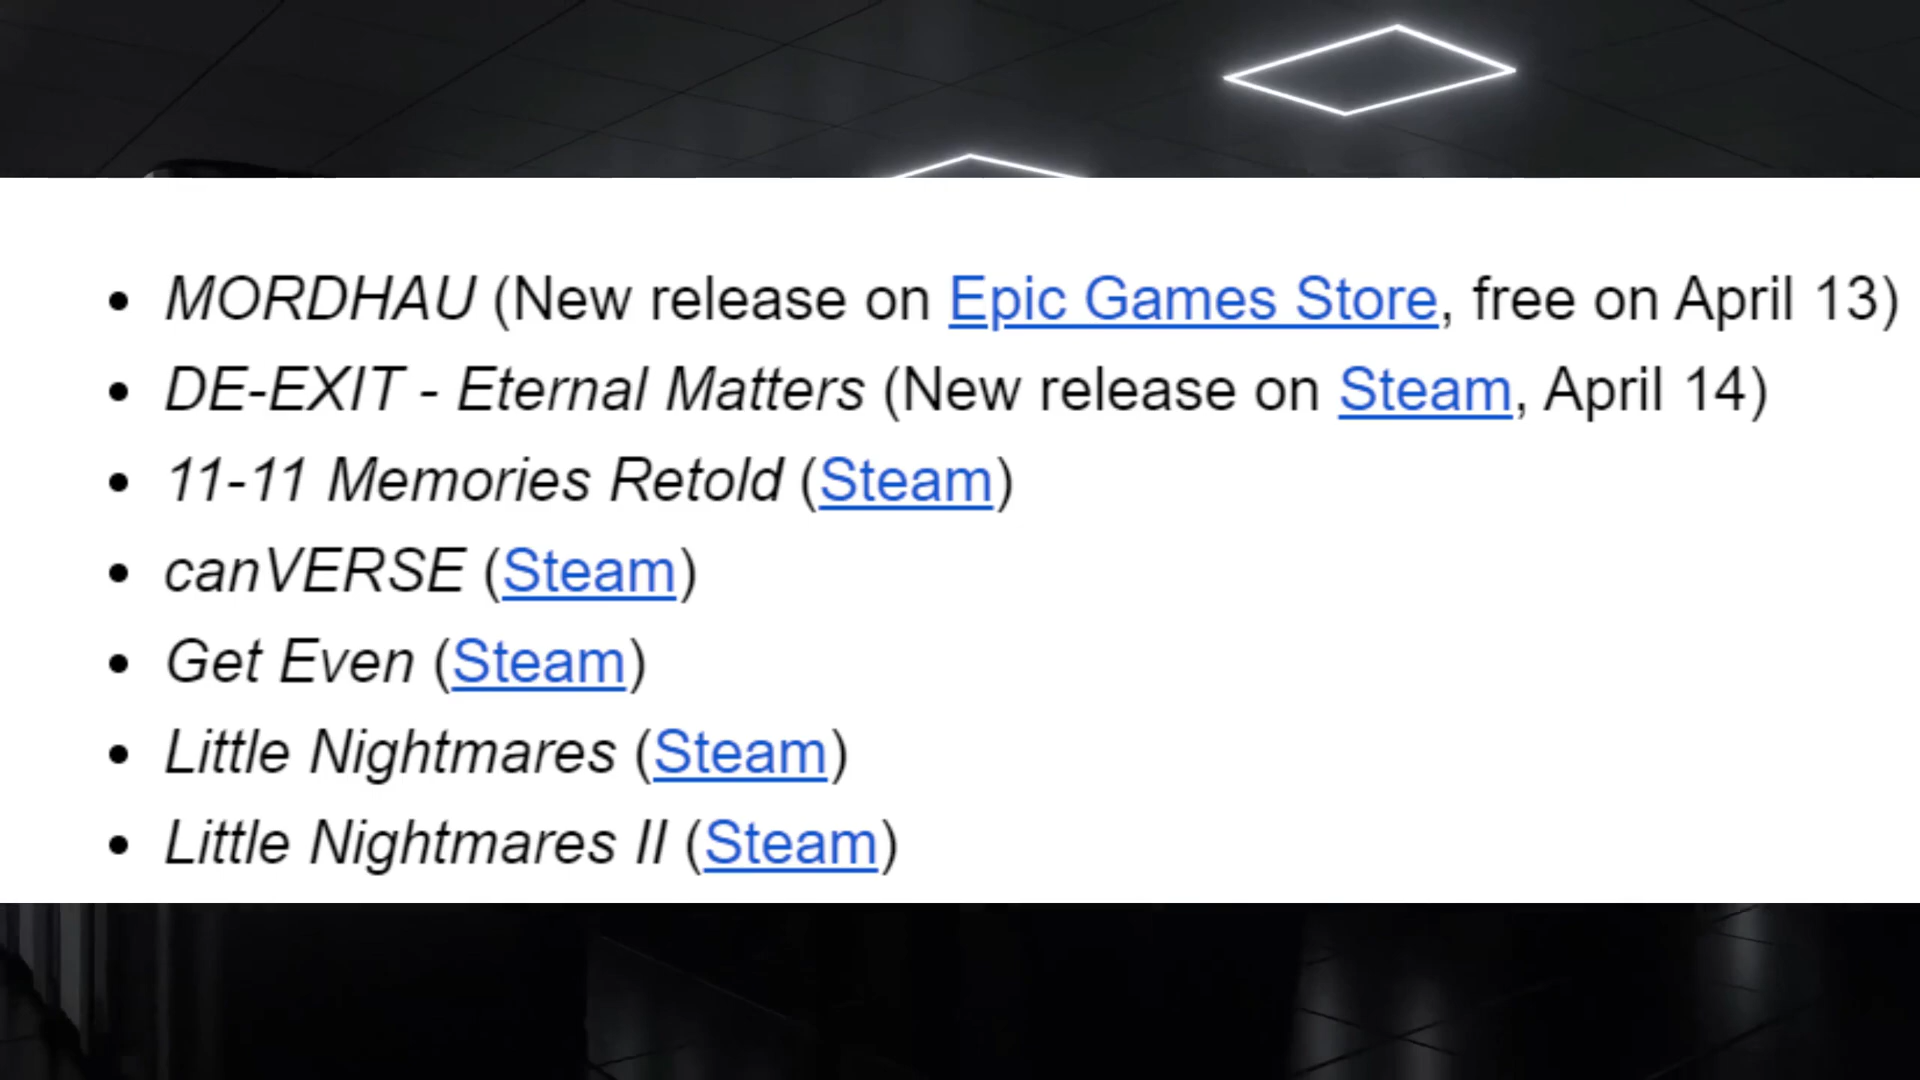 • MORDHAU (New release on Epic Games Store, free on April 13)
• DE-EXIT - Eternal Matters (New release on Steam, April 14)
• 11-11 Memories Retold (Steam)
• canVERSE (Steam)
• Get Even (Steam)
• Little Nightmares (Steam)
• Little Nightmares II (Steam)